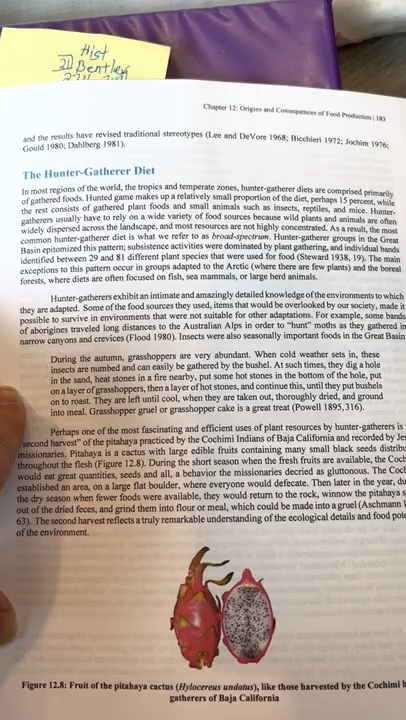 Hist
Bentley
Chapter 12: Origins and Consequences of Food Production | 183
and the results have revised traditional stereotypes (Lee and DeVore 1968; Bicchieri 1972; Jochim 1976;
Gould 1980; Dahlberg 1981).
The Hunter-Gatherer Diet
In most regions of the world, the tropics and temperate zones, hunter-gatherer diets are comprised primarily
of gathered foods. Hunted game makes up a relatively small proportion of the diet, perhaps 15 percent, while
the rest consists of gathered plant foods and small animals such as insects, reptiles, and mice. Hunter-
gatherers usually have to rely on a wide variety of food sources because wild plants and animals are often
widely dispersed across the landscape, and most resources are not highly concentrated. As a result, the most
common hunter-gatherer diet is what we refer to as broad-spectrum. Hunter-gatherer groups in the Great
Basin epitomized this pattern; subsistence activities were dominated by plant gathering, and individual bands
identified between 29 and 81 different plant species that were used for food (Steward 1938, 19). The main
exceptions to this pattern occur in groups adapted to the Arctic (where there are few plants) and the boreal
forests, where diets are often focused on fish, sea mammals, or large herd animals.
Hunter-gatherers exhibit an intimate and amazingly detailed knowledge of the environments to which
they are adapted. Some of the food sources they used, items that would be overlooked by our society, made it
possible to survive in environments that were not suitable for other adaptations. For example, some bands
of aborigines traveled long distances to the Australian Alps in order to “hunt” moths as they gathered in
narrow canyons and crevices (Flood 1980). Insects were also seasonally important foods in the Great Basin
During the autumn, grasshoppers are very abundant. When cold weather sets in, these
insects are numbed and can easily be gathered by the bushel. At such times, they dig a hole
in the sand, heat stones in a fire nearby, put some hot stones in the bottom of the hole, put
on a layer of grasshoppers, then a layer of hot stones, and continue this, until they put bushels
on to roast. They are left until cool, when they are taken out, thoroughly dried, and ground
into meal. Grasshopper gruel or grasshopper cake is a great treat (Powell 1895,316).
Perhaps one of the most fascinating and efficient uses of plant resources by hunter-gatherers is
second harvest” of the pitahaya practiced by the Cochimi Indians of Baja California and recorded by Jes
missionaries. Pitahaya is a cactus with large edible fruits containing many small black seeds distribu
throughout the flesh (Figure 12.8). During the short season when the fresh fruits are available, the Coch
would eat great quantities, seeds and all, a behavior the missionaries decried as gluttonous. The Coch
established an area, on a large flat boulder, where everyone would defecate. Then later in the year, du
the dry season when fewer foods were available, they would return to the rock, winnow the pitahaya s
out of the dried feces, and grind them into flour or meal, which could be made into a gruel (Aschmann 1
63). The second harvest reflects a truly remarkable understanding of the ecological details and food pote
of the environment.
Figure 12.8: Fruit of the pitahaya cactus (Hylocereus undatus), like those harvested by the Cochimi h
gatherers of Baja California